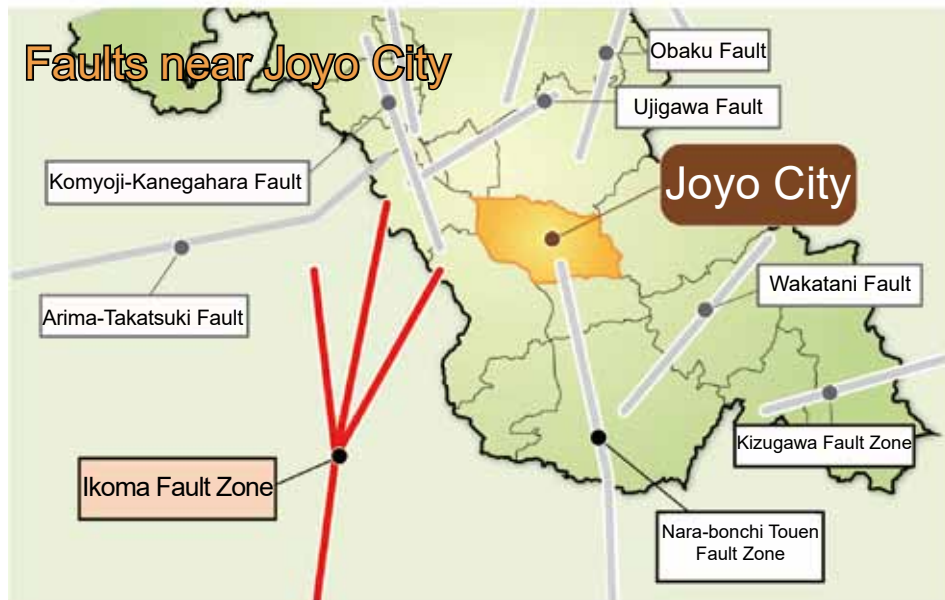 Faults near Joyo City
Obaku Fault
Ujigawa Fault
Komyoji-Kanegahara Fault
Joyo City
Arima-Takatsuki Fault
Wakatani Fault
Kizugawa Fault Zone
Ikoma Fault Zone
Nara-bonchi Touen
Fault Zone